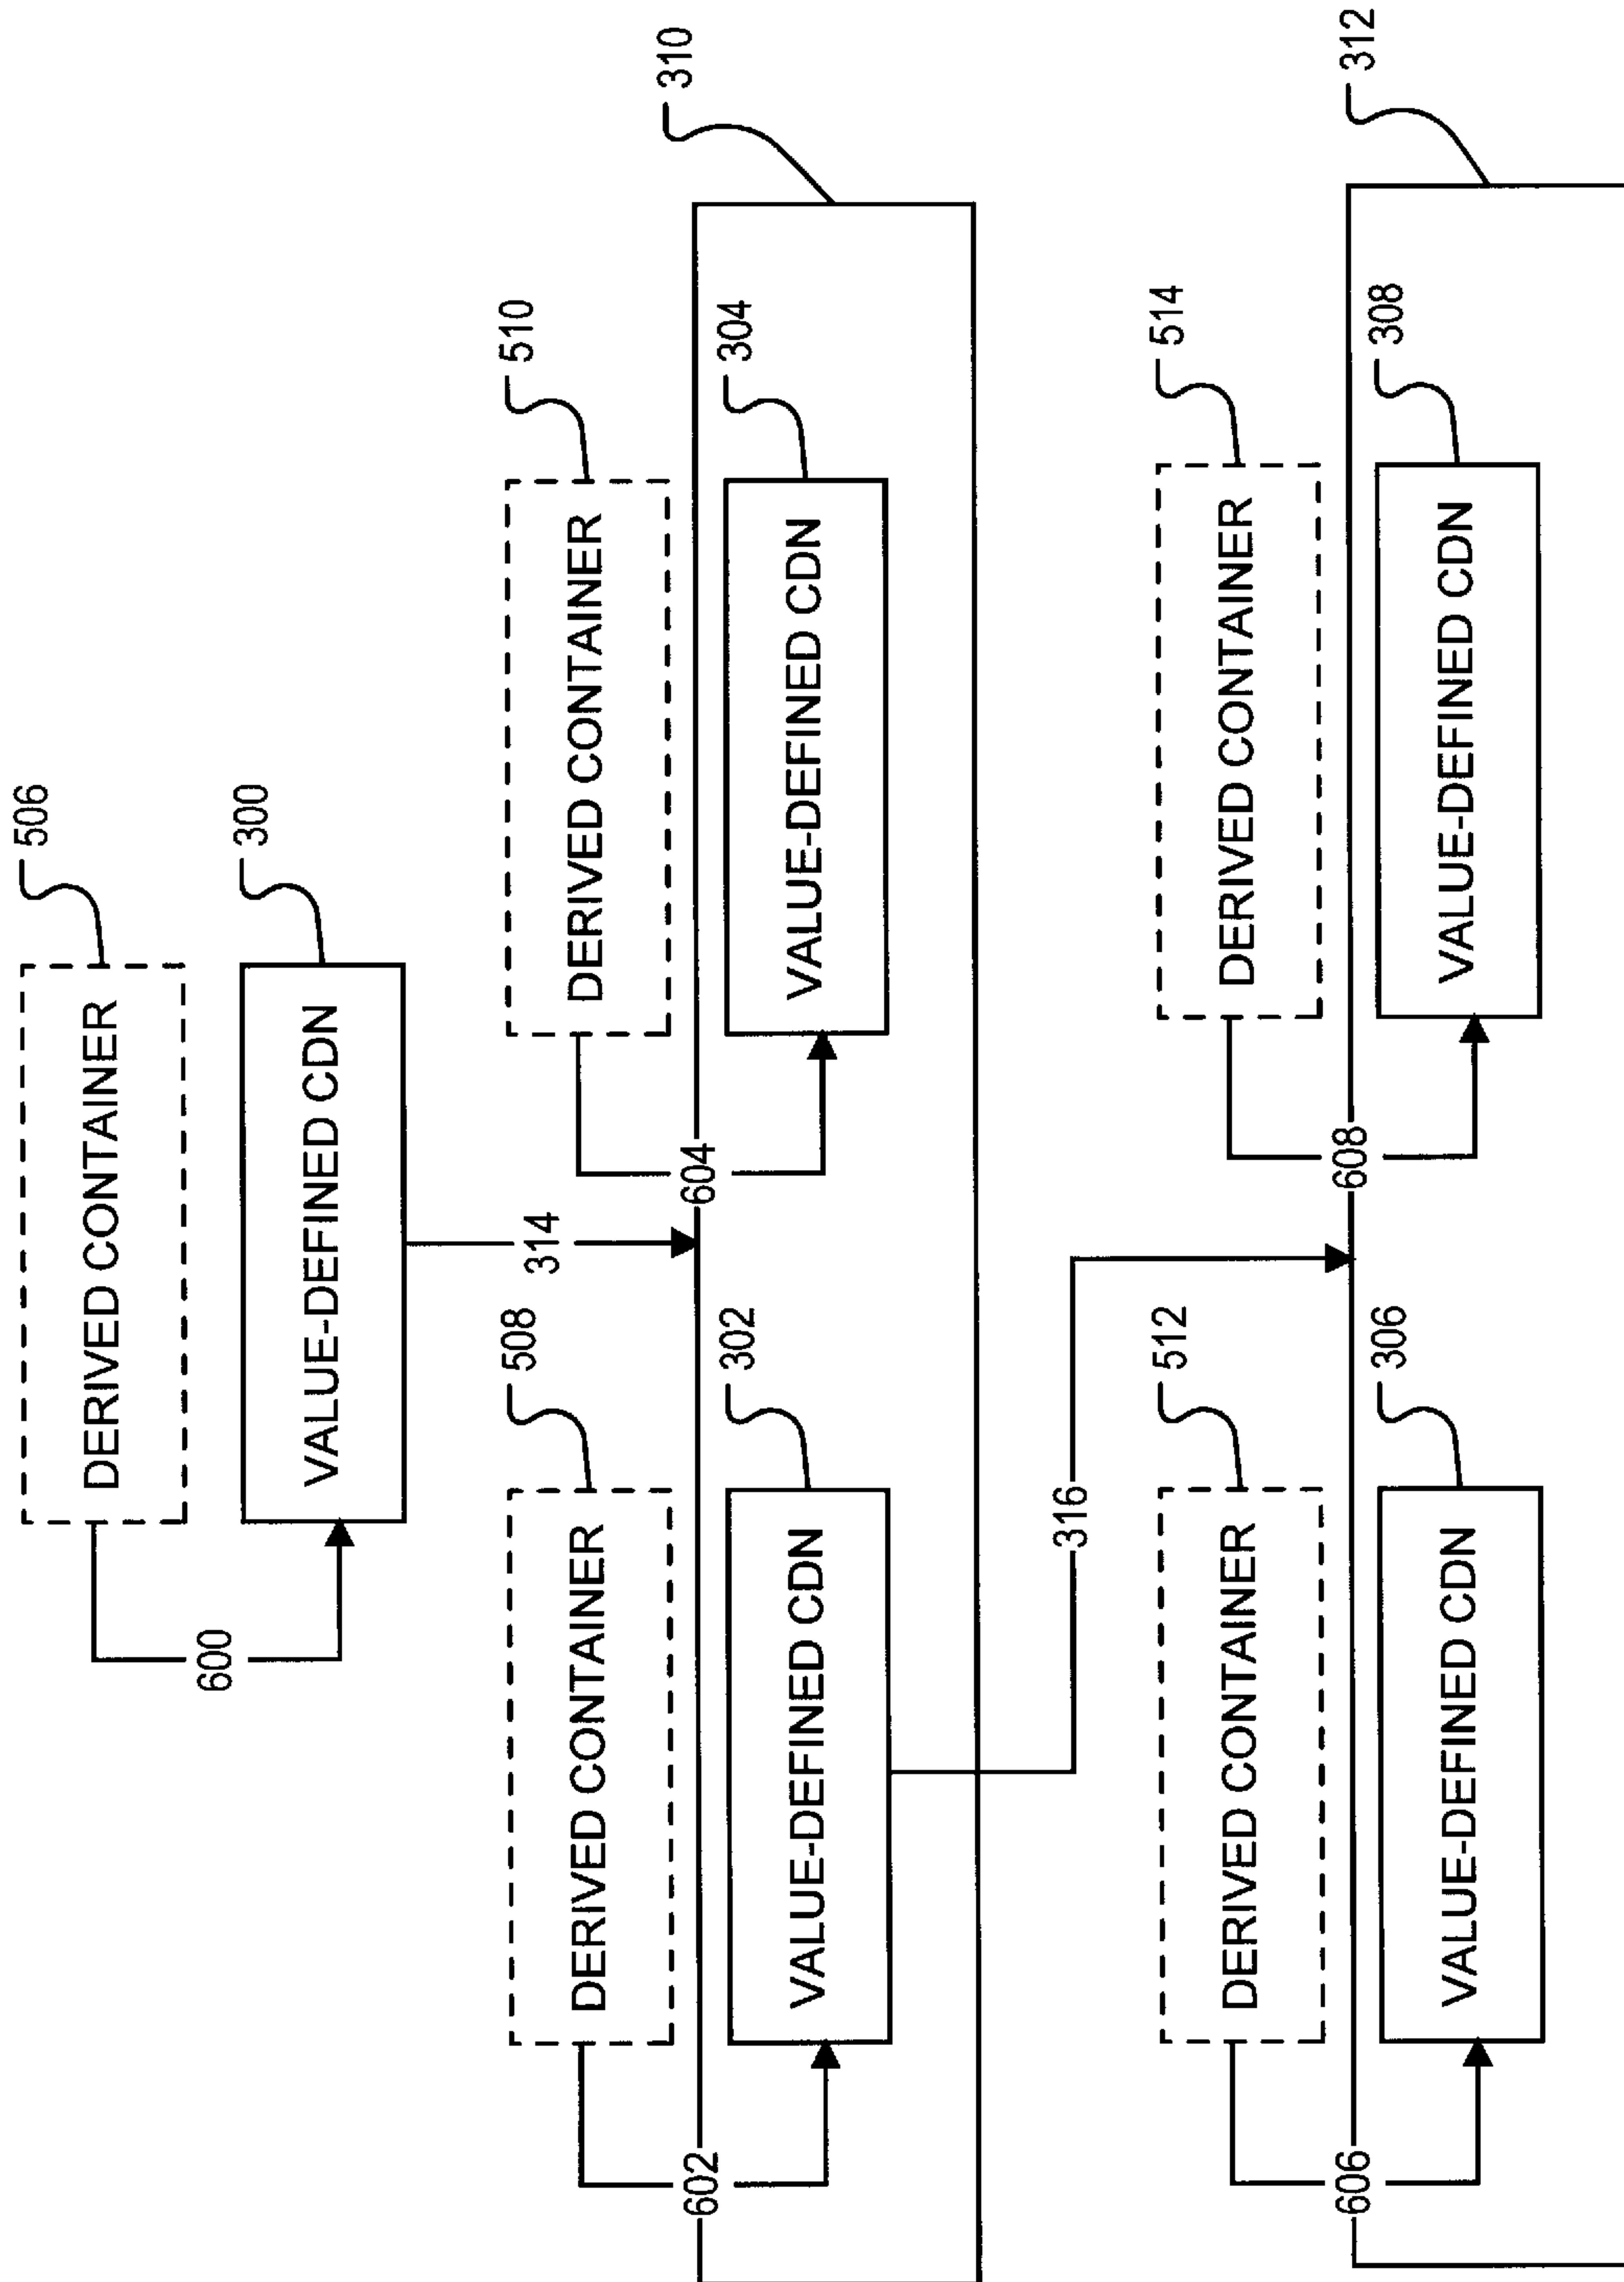 506
DERIVED CONTAINER
600
300
VALUE-DEFINED CDN
314
508
DERIVED CONTAINER
510
DERIVED CONTAINER
310
602
302
VALUE-DEFINED CDN
604
304
VALUE-DEFINED CDN
316
512
DERIVED CONTAINER
514
DERIVED CONTAINER
312
606
306
VALUE-DEFINED CDN
608
308
VALUE-DEFINED CDN